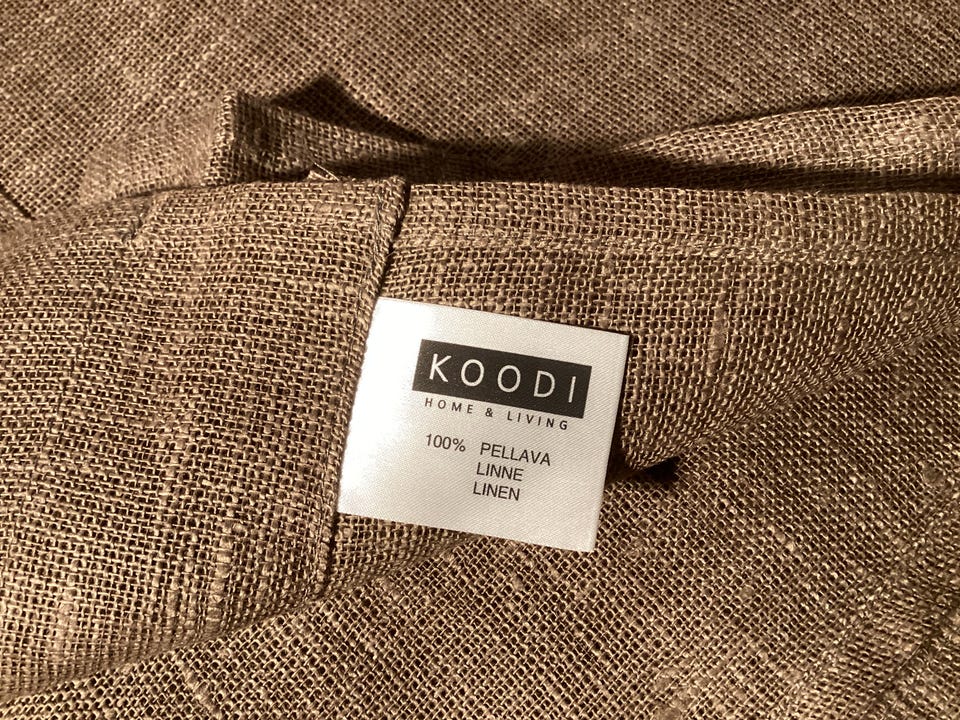 KOODI
HOME & LIVING
100% PELLAVA
LINNE
LINEN